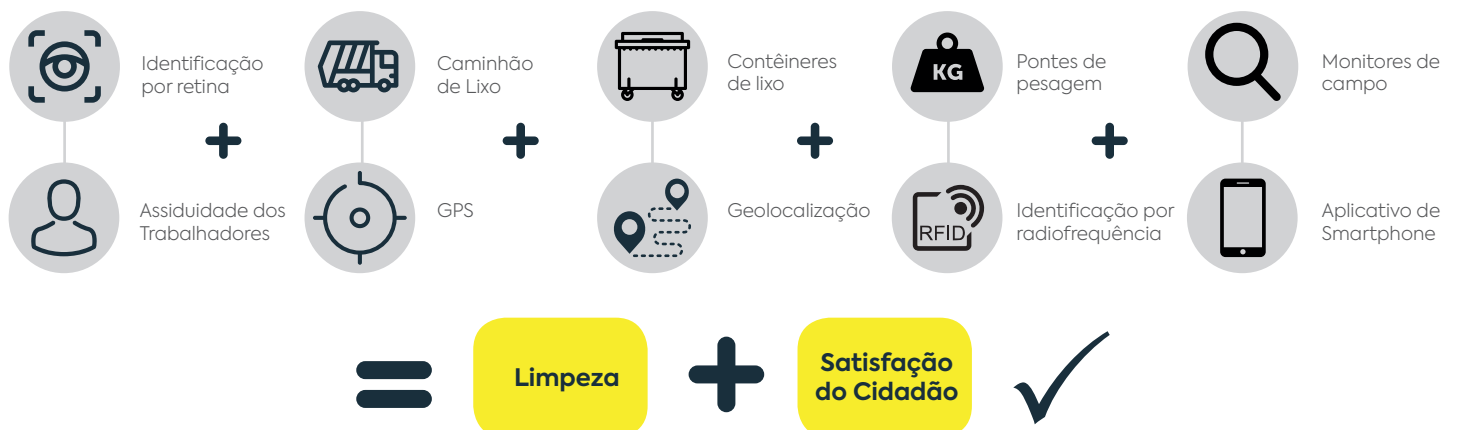 Identificação
por retina
Caminhão
de Lixo
Contêineres
de lixo
KG
Pontes de
pesagem
Monitores de
campo
Assiduidade dos
Trabalhadores
GPS
Geolocalização
RFID
Identificação por
radiofrequência
Aplicativo de
Smartphone
Limpeza
Satisfação
do Cidadão